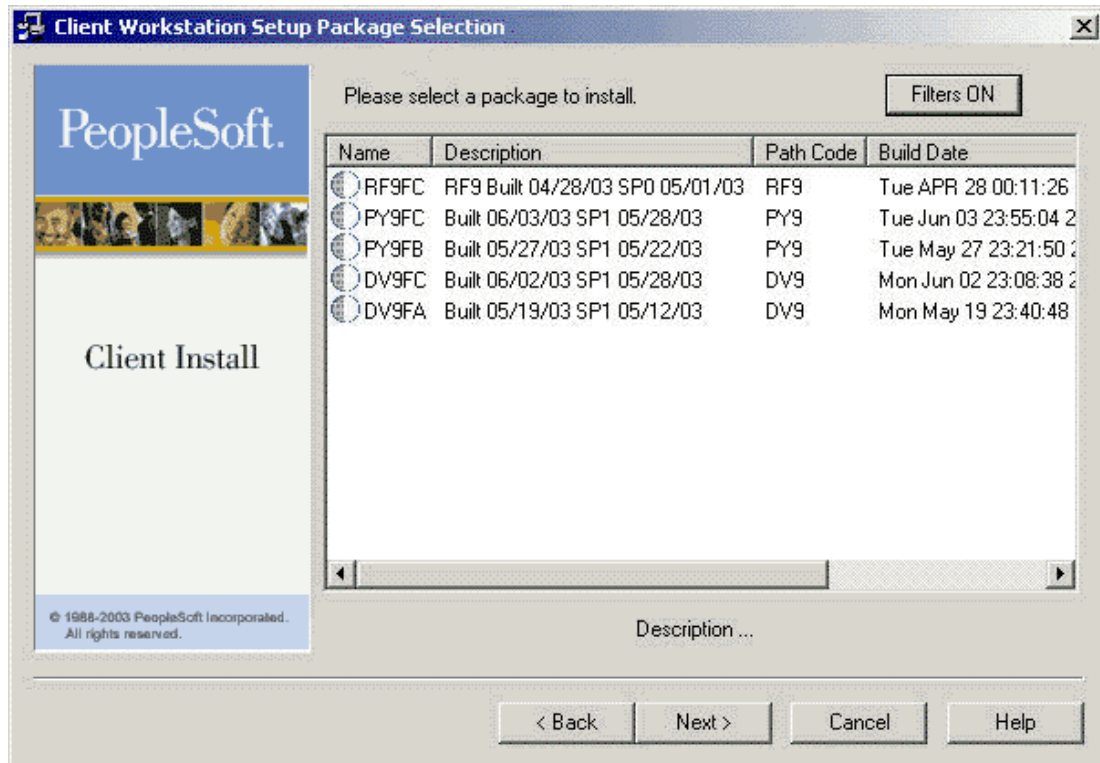 Client Workstation Setup Package Selection
PeopleSoft.
Client Install
© 1988-2003 PeopleSoft Incorporated.
All rights reserved.
Please select a package to install.
Filters ON
Name Description Path Code Build Date
RF9FC RF9 Built 04/28/03 SP0 05/01/03 RF9 Tue APR 28 00:11:26
PY9FC Built 06/03/03 SP1 05/28/03 PY9 Tue Jun 03 23:55:04 2
PY9FB Built 05/27/03 SP1 05/22/03 PY9 Tue May 27 23:21:50 2
DV9FC Built 06/02/03 SP1 05/28/03 DV9 Mon Jun 02 23:08:38 2
DV9FA Built 05/19/03 SP1 05/12/03 DV9 Mon May 19 23:40:48
Description ...
< Back Next > Cancel Help